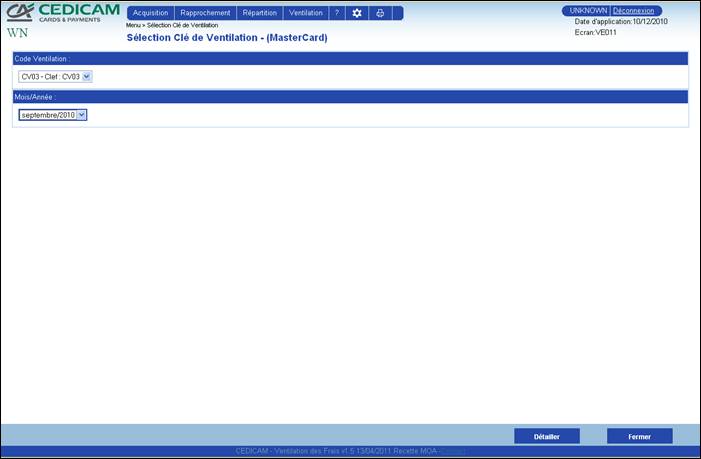 CEDICAM
CARDS & PAYMENTS
WN
Acquisition Rapprochement Répartition Ventilation ?
UNKNOWN Déconnexion
Date d'application:10/12/2010
Ecran:VE011
Menu > Sélection Clé de Ventilation
Sélection Clé de Ventilation - (MasterCard)
Code Ventilation :
CV03 - Clef : CV03
Mois/Année :
septembre/2010
Détailler Fermer
CEDICAM - Ventilation des Frais v1.5 13/04/2011 Recette MOA -